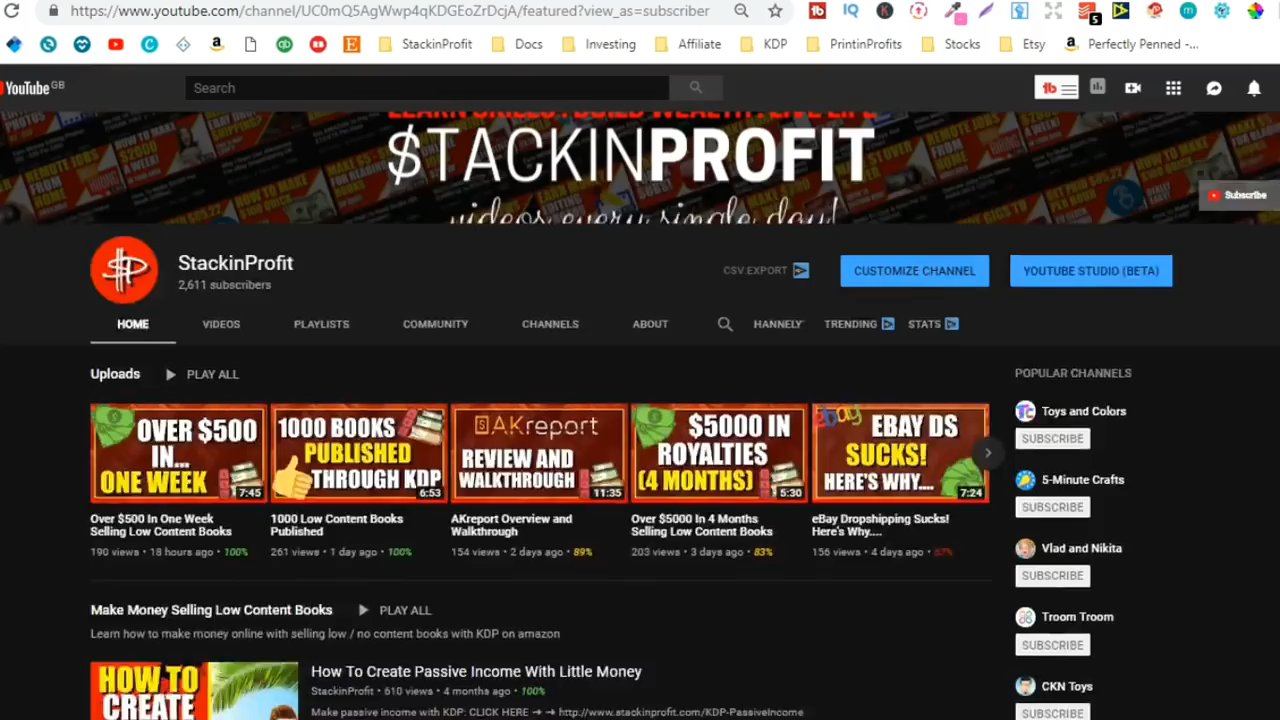 https://www.youtube.com/channel/UC0mQ5AgWwp4qKDGEoZrDcjA/featured?view_as=subscriber
StackinProfit Docs Investing Affiliate KDP PrintinProfits Stocks Etsy Perfectly Penned -...
YouTube GB
Search
$TACKINPROFIT
videos every single day!
Subscribe
StackinProfit
2,611 subscribers
CSV EXPORT
CUSTOMIZE CHANNEL
YOUTUBE STUDIO (BETA)
HOME VIDEOS PLAYLISTS COMMUNITY CHANNELS ABOUT HANNELY TRENDING STATS
Uploads PLAY ALL
OVER $500
IN...
ONE WEEK
7:45
1000 BOOKS
PUBLISHED
THROUGH KDP
6:53
AKreport
REVIEW AND
WALKTHROUGH
11:35
$5000 IN
ROYALTIES
(4 MONTHS)
5:30
ebay
EBAY DS
SUCKS!
HERE'S WHY....
7:24
Over $500 In One Week
Selling Low Content Books
190 views • 18 hours ago • 100%
1000 Low Content Books
Published
261 views • 1 day ago • 100%
AKreport Overview and
Walkthrough
154 views • 2 days ago • 89%
Over $5000 In 4 Months
Selling Low Content Books
203 views • 3 days ago • 83%
eBay Dropshipping Sucks!
Here's Why....
156 views • 4 days ago •
Make Money Selling Low Content Books PLAY ALL
Learn how to make money online with selling low / no content books with KDP on amazon
HOW TO
CREATE
How To Create Passive Income With Little Money
StackinProfit • 610 views • 4 months ago • 100%
Make passive income with KDP: CLICK HERE → → http://www.stackinprofit.com/KDP-PassiveIncome
POPULAR CHANNELS
Toys and Colors
SUBSCRIBE
5-Minute Crafts
SUBSCRIBE
Vlad and Nikita
SUBSCRIBE
Troom Troom
SUBSCRIBE
CKN Toys
SUBSCRIBE